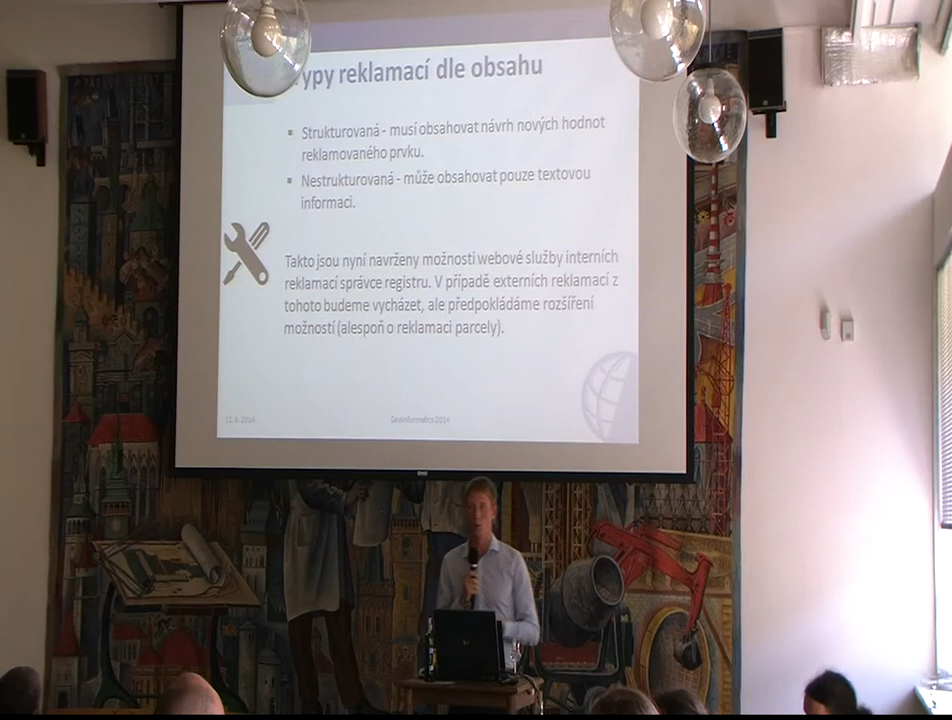 ypy reklamací dle obsahu
Strukturovaná - musí obsahovat návrh nových hodnot
reklamovaného prvku.
Nestrukturovaná - může obsahovat pouze textovou
informaci.
Takto jsou nyní navrženy možnosti webové služby interních
reklamací správce registru. V případě externích reklamací z
tohoto budeme vycházet, ale předpokládáme rozšíření
možností (alespoň o reklamaci parcely).
12. 6. 2014
GeoInformatics 2014